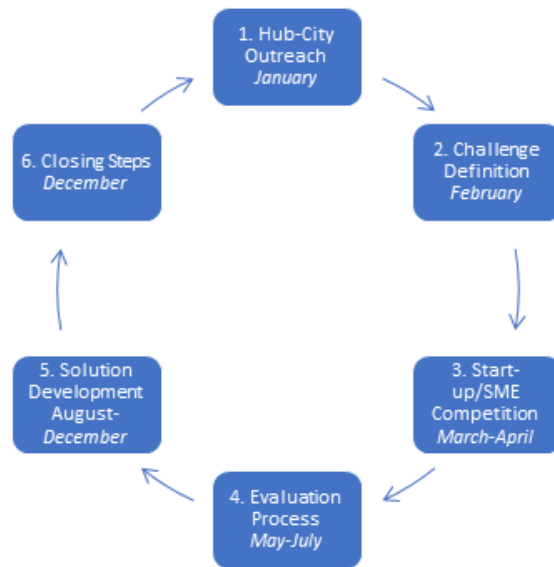 1. Hub-City
Outreach
January
2. Challenge
Definition
February
3. Start-
up/SME
Competition
March-April
4. Evaluation
Process
May-July
5. Solution
Development
August-
December
6. Closing Steps
December